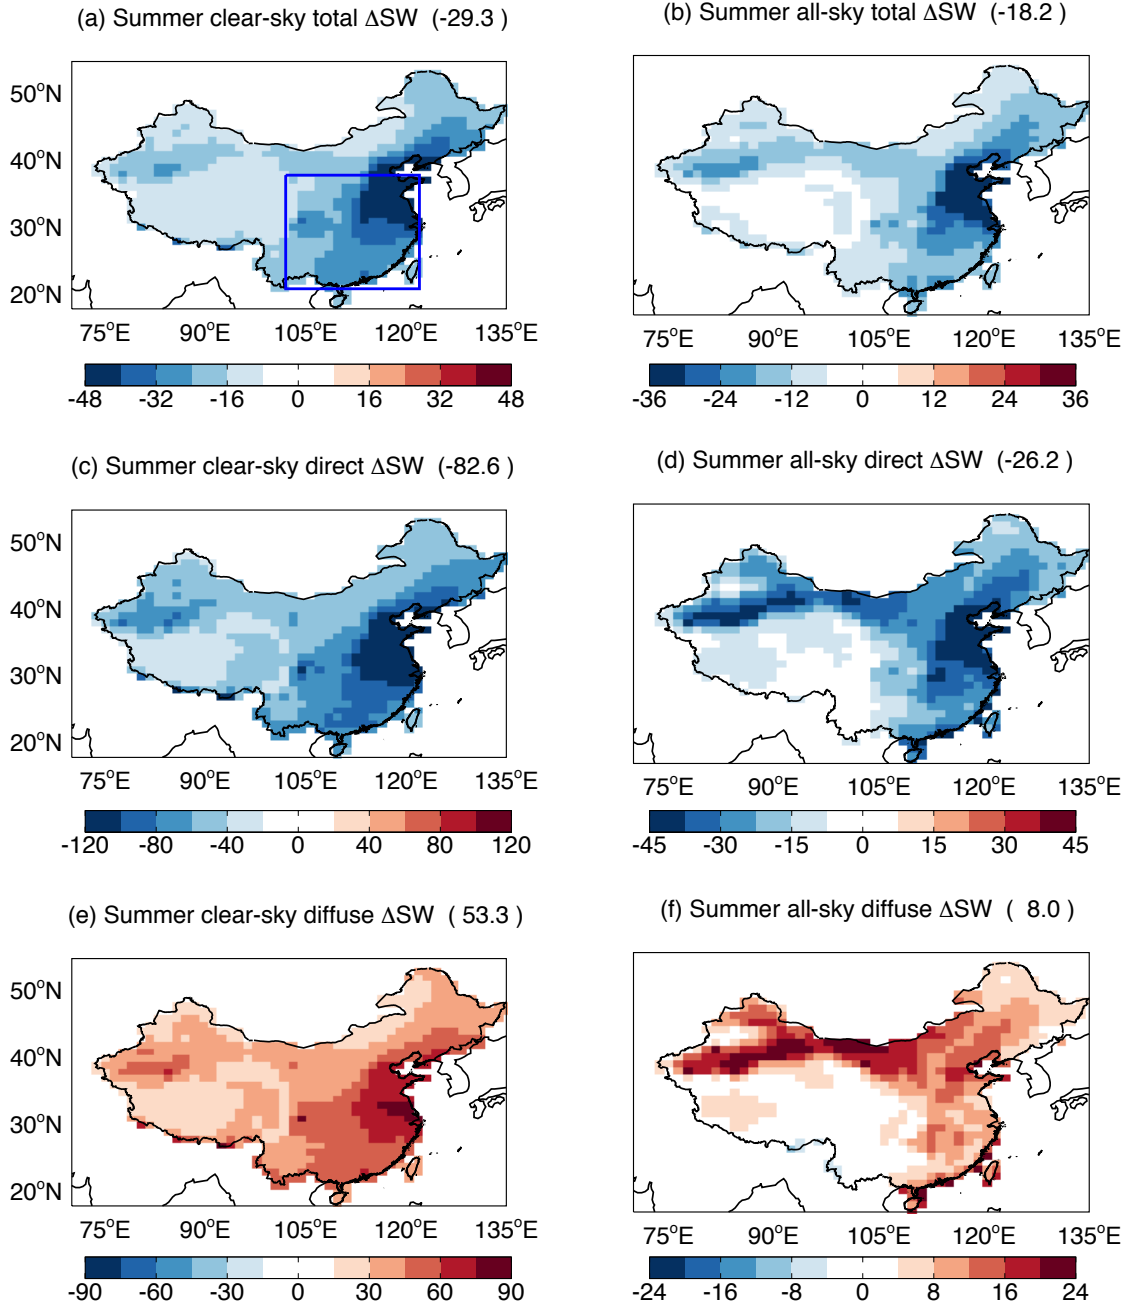 (a) Summer clear-sky total ΔSW (-29.3 )
(b) Summer all-sky total ΔSW (-18.2 )
50°N
40°N
30°N
20°N
75°E 90°E 105°E 120°E 135°E
75°E 90°E 105°E 120°E 135°E
-48 -32 -16 0 16 32 48
-36 -24 -12 0 12 24 36
(c) Summer clear-sky direct ΔSW (-82.6 )
(d) Summer all-sky direct ΔSW (-26.2 )
50°N
40°N
30°N
20°N
75°E 90°E 105°E 120°E 135°E
75°E 90°E 105°E 120°E 135°E
-120 -80 -40 0 40 80 120
-45 -30 -15 0 15 30 45
(e) Summer clear-sky diffuse ΔSW ( 53.3 )
(f) Summer all-sky diffuse ΔSW ( 8.0 )
50°N
40°N
30°N
20°N
75°E 90°E 105°E 120°E 135°E
75°E 90°E 105°E 120°E 135°E
-90 -60 -30 0 30 60 90
-24 -16 -8 0 8 16 24